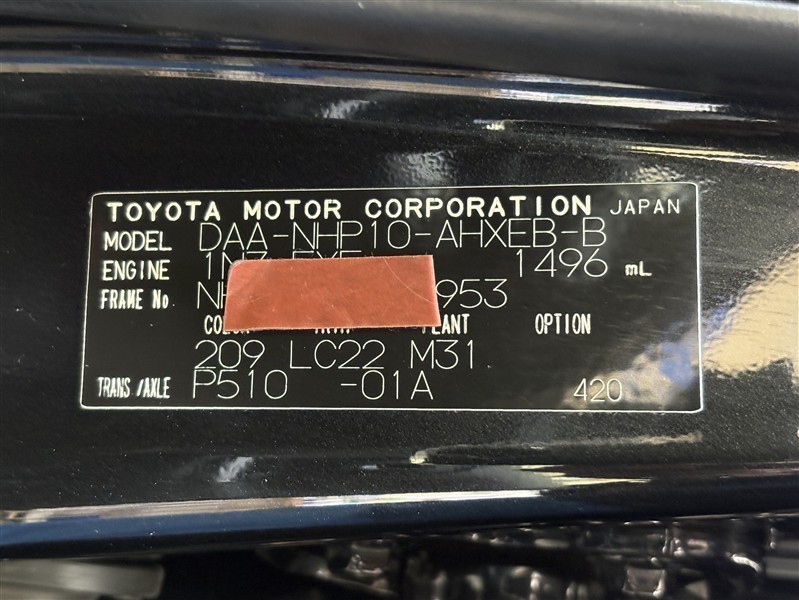 TOYOTA MOTOR CORPORATION JAPAN
MODEL DAA-NHP10-AHXEB-B
ENGINE 1496 mL
FRAME No 953
OPTION
209 LC22 M31
TRANS/AXLE P510 -01A 420